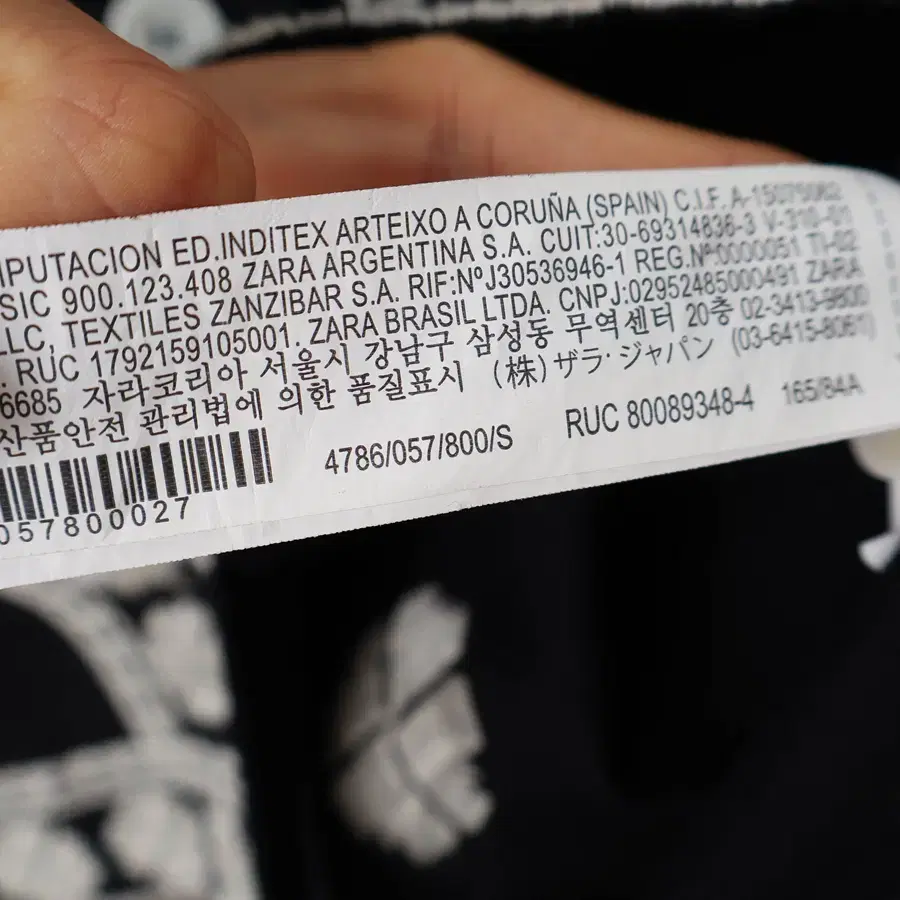 IPUTACION ED.INDITEX ARTEIXO A CORUÑA (SPAIN) C.I.F. A-15075062
SIC 900.123.408 ZARA ARGENTINA S.A. CUIT:30-69314836-3 V-310-01
LLC, TEXTILES ZANZIBAR S.A. RIF:Nº J30536946-1 REG.Nº0000051 TI-02
. RUC 1792159105001. ZARA BRASIL LTDA. CNPJ:02952485000491 ZARA
6685 자라코리아 서울시 강남구 삼성동 무역센터 20층 02-3413-9800
산품안전 관리법에 의한 품질표시 (株)ザラ・ジャパン (03-6415-8061)
4786/057/800/S RUC 80089348-4 165/84A
057800027